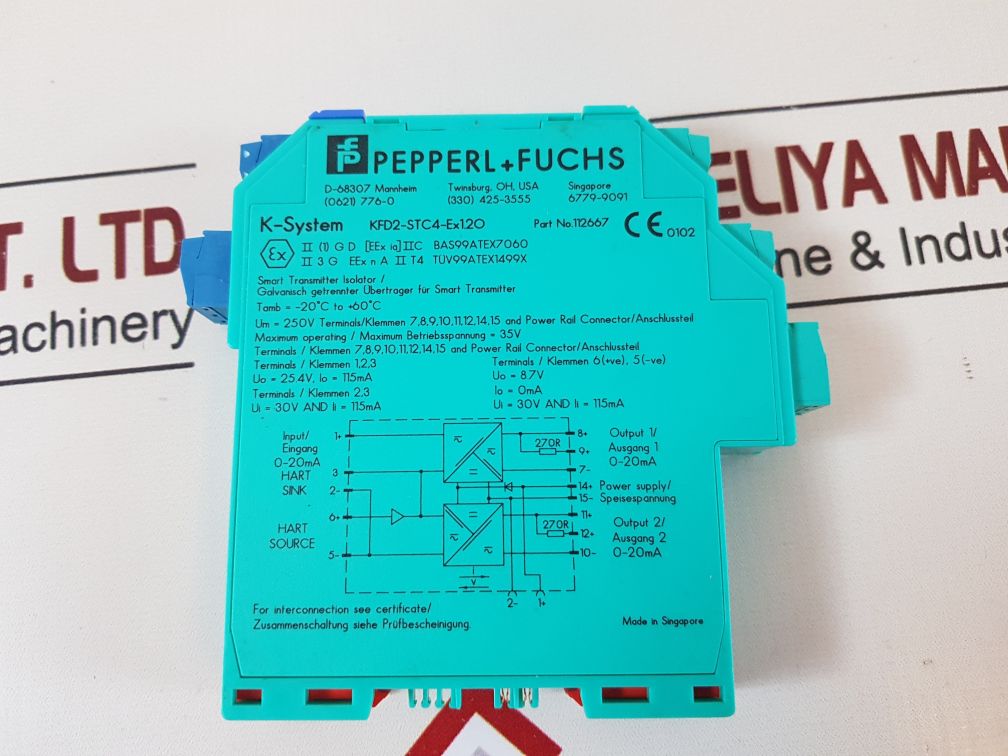 PEPPERL+FUCHS
D-68307 Mannheim Twinsburg, OH, USA Singapore
(0621) 776-0 (330) 425-3555 6779-9091
K-System KFD2-STC4-Ex1.2O Part No.112667 CE 0102
Ex II (1) G D [EEx ia] IIC BAS99ATEX7060
II 3 G EEx n A II T4 TUV99ATEX1499X
Smart Transmitter Isolator /
Galvanisch getrennter Übertrager für Smart Transmitter
Tamb = -20°C to +60°C
Um = 250V Terminals/Klemmen 7,8,9,10,11,12,14,15 and Power Rail Connector/Anschlussteil
Maximum operating / Maximum Betriebsspannung = 35V
Terminals / Klemmen 7,8,9,10,11,12,14,15 and Power Rail Connector/Anschlussteil
Terminals / Klemmen 1,2,3 Terminals / Klemmen 6(+ve), 5(-ve)
Uo = 25.4V, Io = 115mA Uo = 8.7V
Terminals / Klemmen 2,3 Io = 0mA
Ui = 30V AND Ii = 115mA Ui = 30V AND Ii = 115mA
Input/ 1+ 8+ Output 1/
Eingang 270R 9+ Ausgang 1
0-20mA 7- 0-20mA
HART 3 14+ Power supply/
SINK 2- 15- Speisespannung
6+ 11+ Output 2/
HART 270R 12+ Ausgang 2
SOURCE 5- 10- 0-20mA
V
2- 1+
For interconnection see certificate/
Zusammenschaltung siehe Prüfbescheinigung.
Made in Singapore
T. LTD
achinery
ELIYA MA
ne & Indus